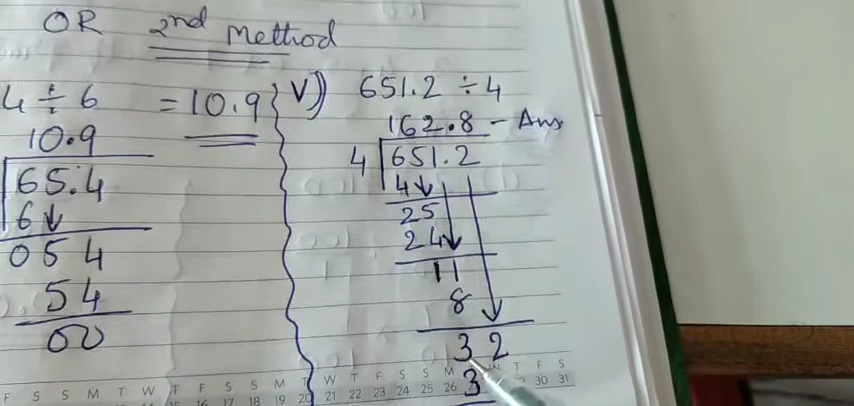 OR 2nd Method
4 ÷ 6 = 10.9
10.9
65.4
6↓
054
54
00
V) 651.2 ÷ 4
162.8 - Ans
4 651.2
4↓
25
24
11
8
32
3
F S S M T W T F S S M T W T F S S M F S
17 18 19 20 21 22 23 24 25 26 30 31